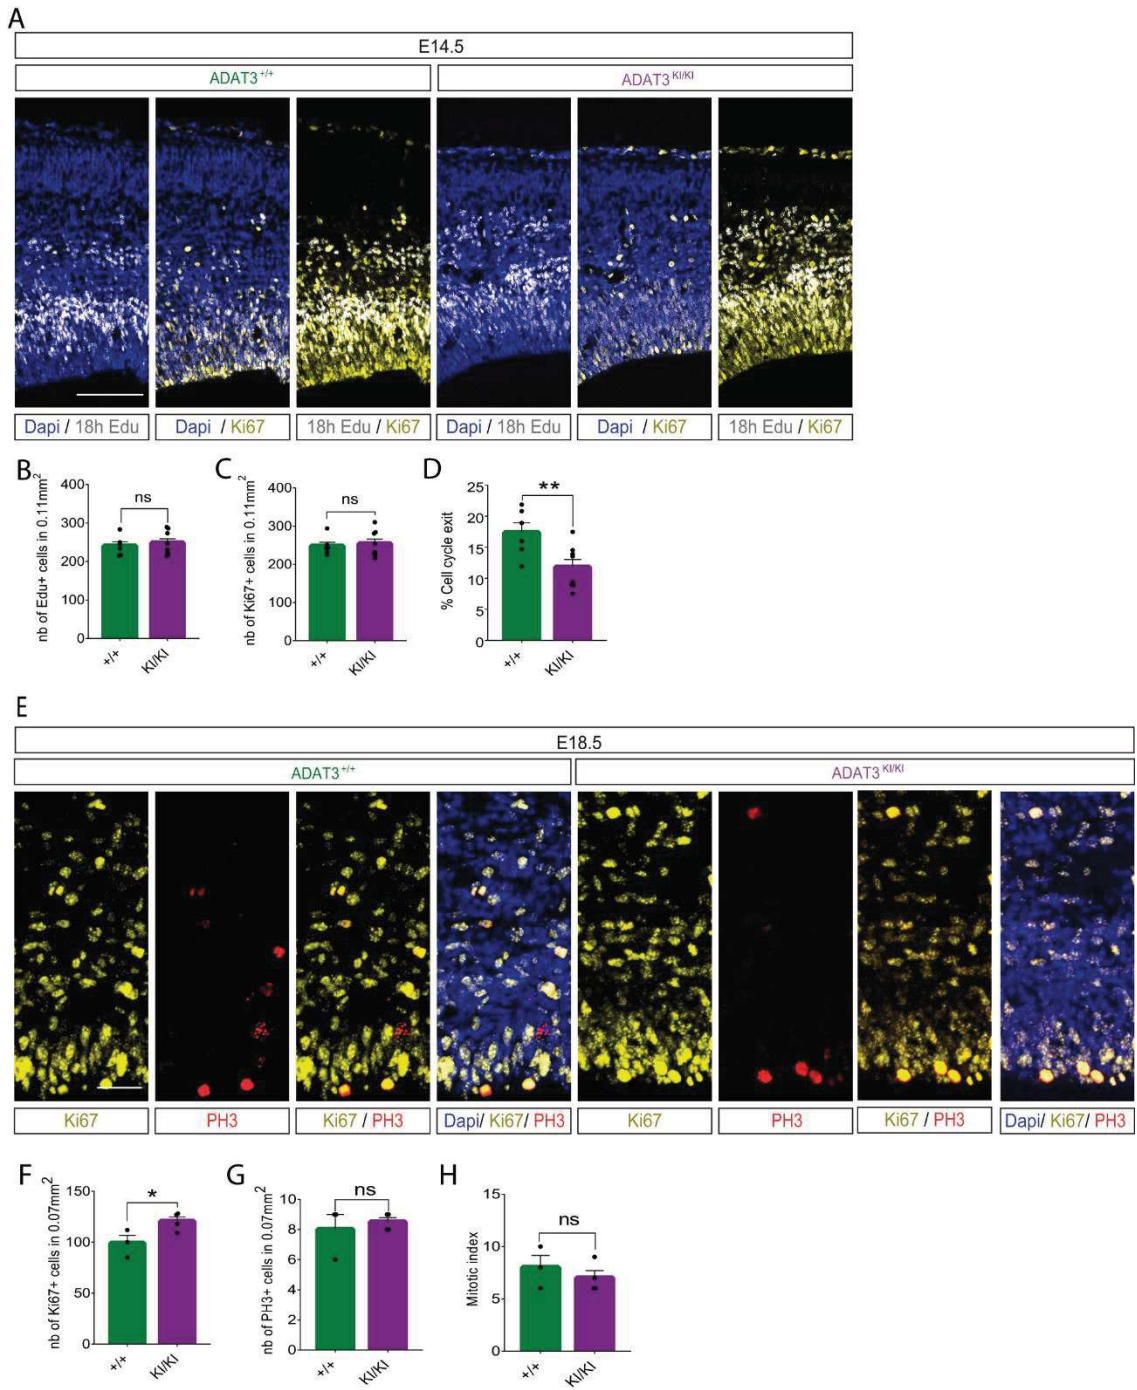 A
E14.5
ADAT3+/+ ADAT3KI/KI
Dapi / 18h Edu Dapi / Ki67 18h Edu / Ki67 Dapi / 18h Edu Dapi / Ki67 18h Edu / Ki67
B
nb of Edu+ cells in 0.11mm2
400
300
200
100
0
ns
+/+ KI/KI
C
nb of Ki67+ cells in 0.11mm2
400
300
200
100
0
ns
+/+ KI/KI
D
% Cell cycle exit
25
20
15
10
5
0
**
+/+ KI/KI
E
E18.5
ADAT3+/+ ADAT3KI/KI
Ki67 PH3 Ki67 / PH3 Dapi/ Ki67/ PH3 Ki67 PH3 Ki67 / PH3 Dapi/ Ki67/ PH3
F
nb of Ki67+ cells in 0.07mm2
150
100
50
0
*
+/+ KI/KI
G
nb of PH3+ cells in 0.07mm2
10
8
6
4
2
0
ns
+/+ KI/KI
H
Mitotic index
15
10
5
0
ns
+/+ KI/KI